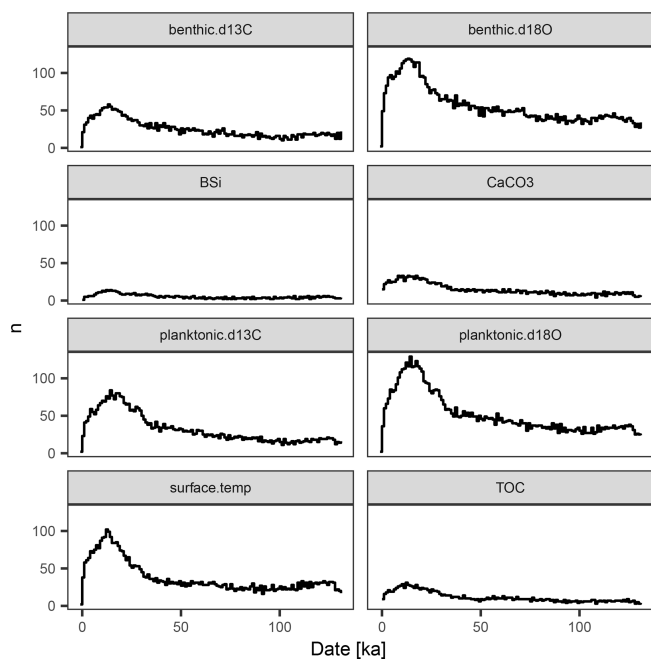 benthic.d13C
benthic.d18O
100
50
0
BSi
CaCO3
100
50
0
n
planktonic.d13C
planktonic.d18O
100
50
0
surface.temp
TOC
100
50
0
0
50
100
0
50
100
Date [ka]